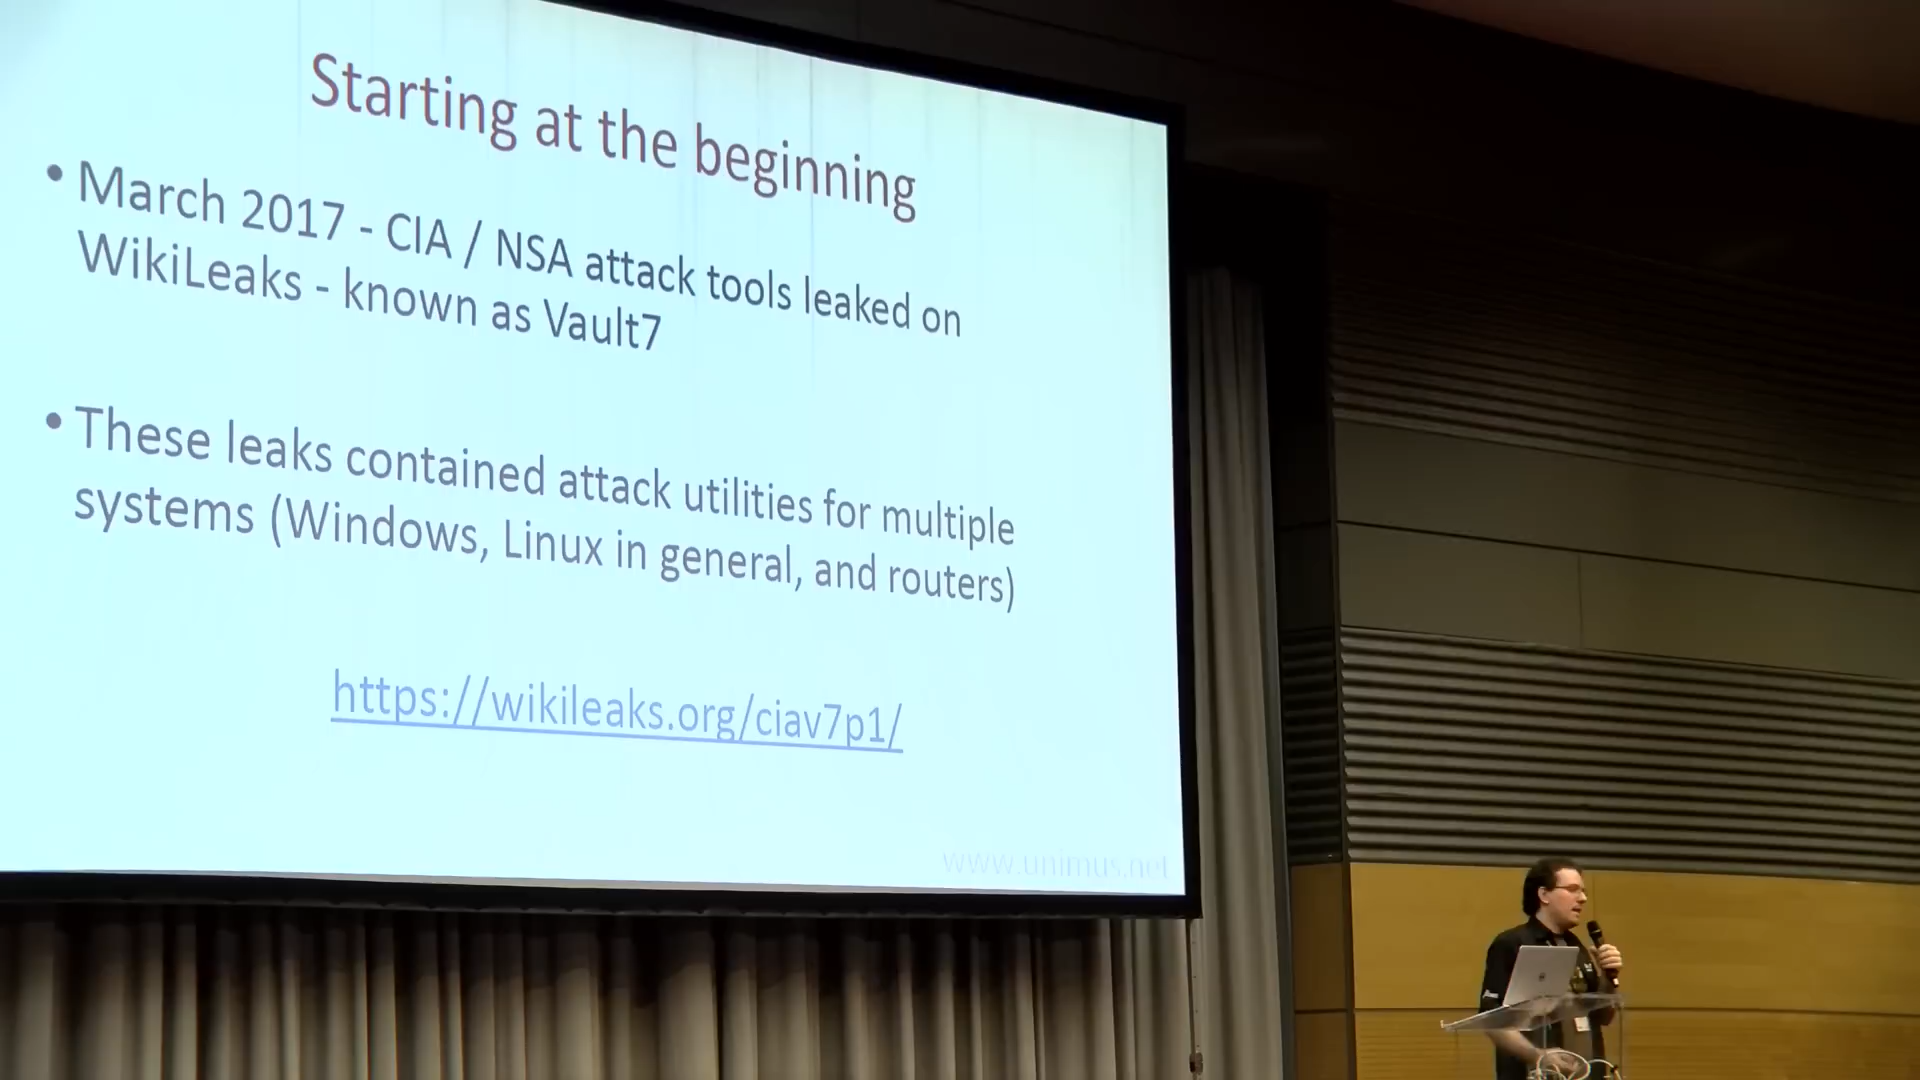 Starting at the beginning
• March 2017 - CIA / NSA attack tools leaked on
WikiLeaks - known as Vault7
• These leaks contained attack utilities for multiple
systems (Windows, Linux in general, and routers)
https://wikileaks.org/ciav7p1/
www.unimus.net